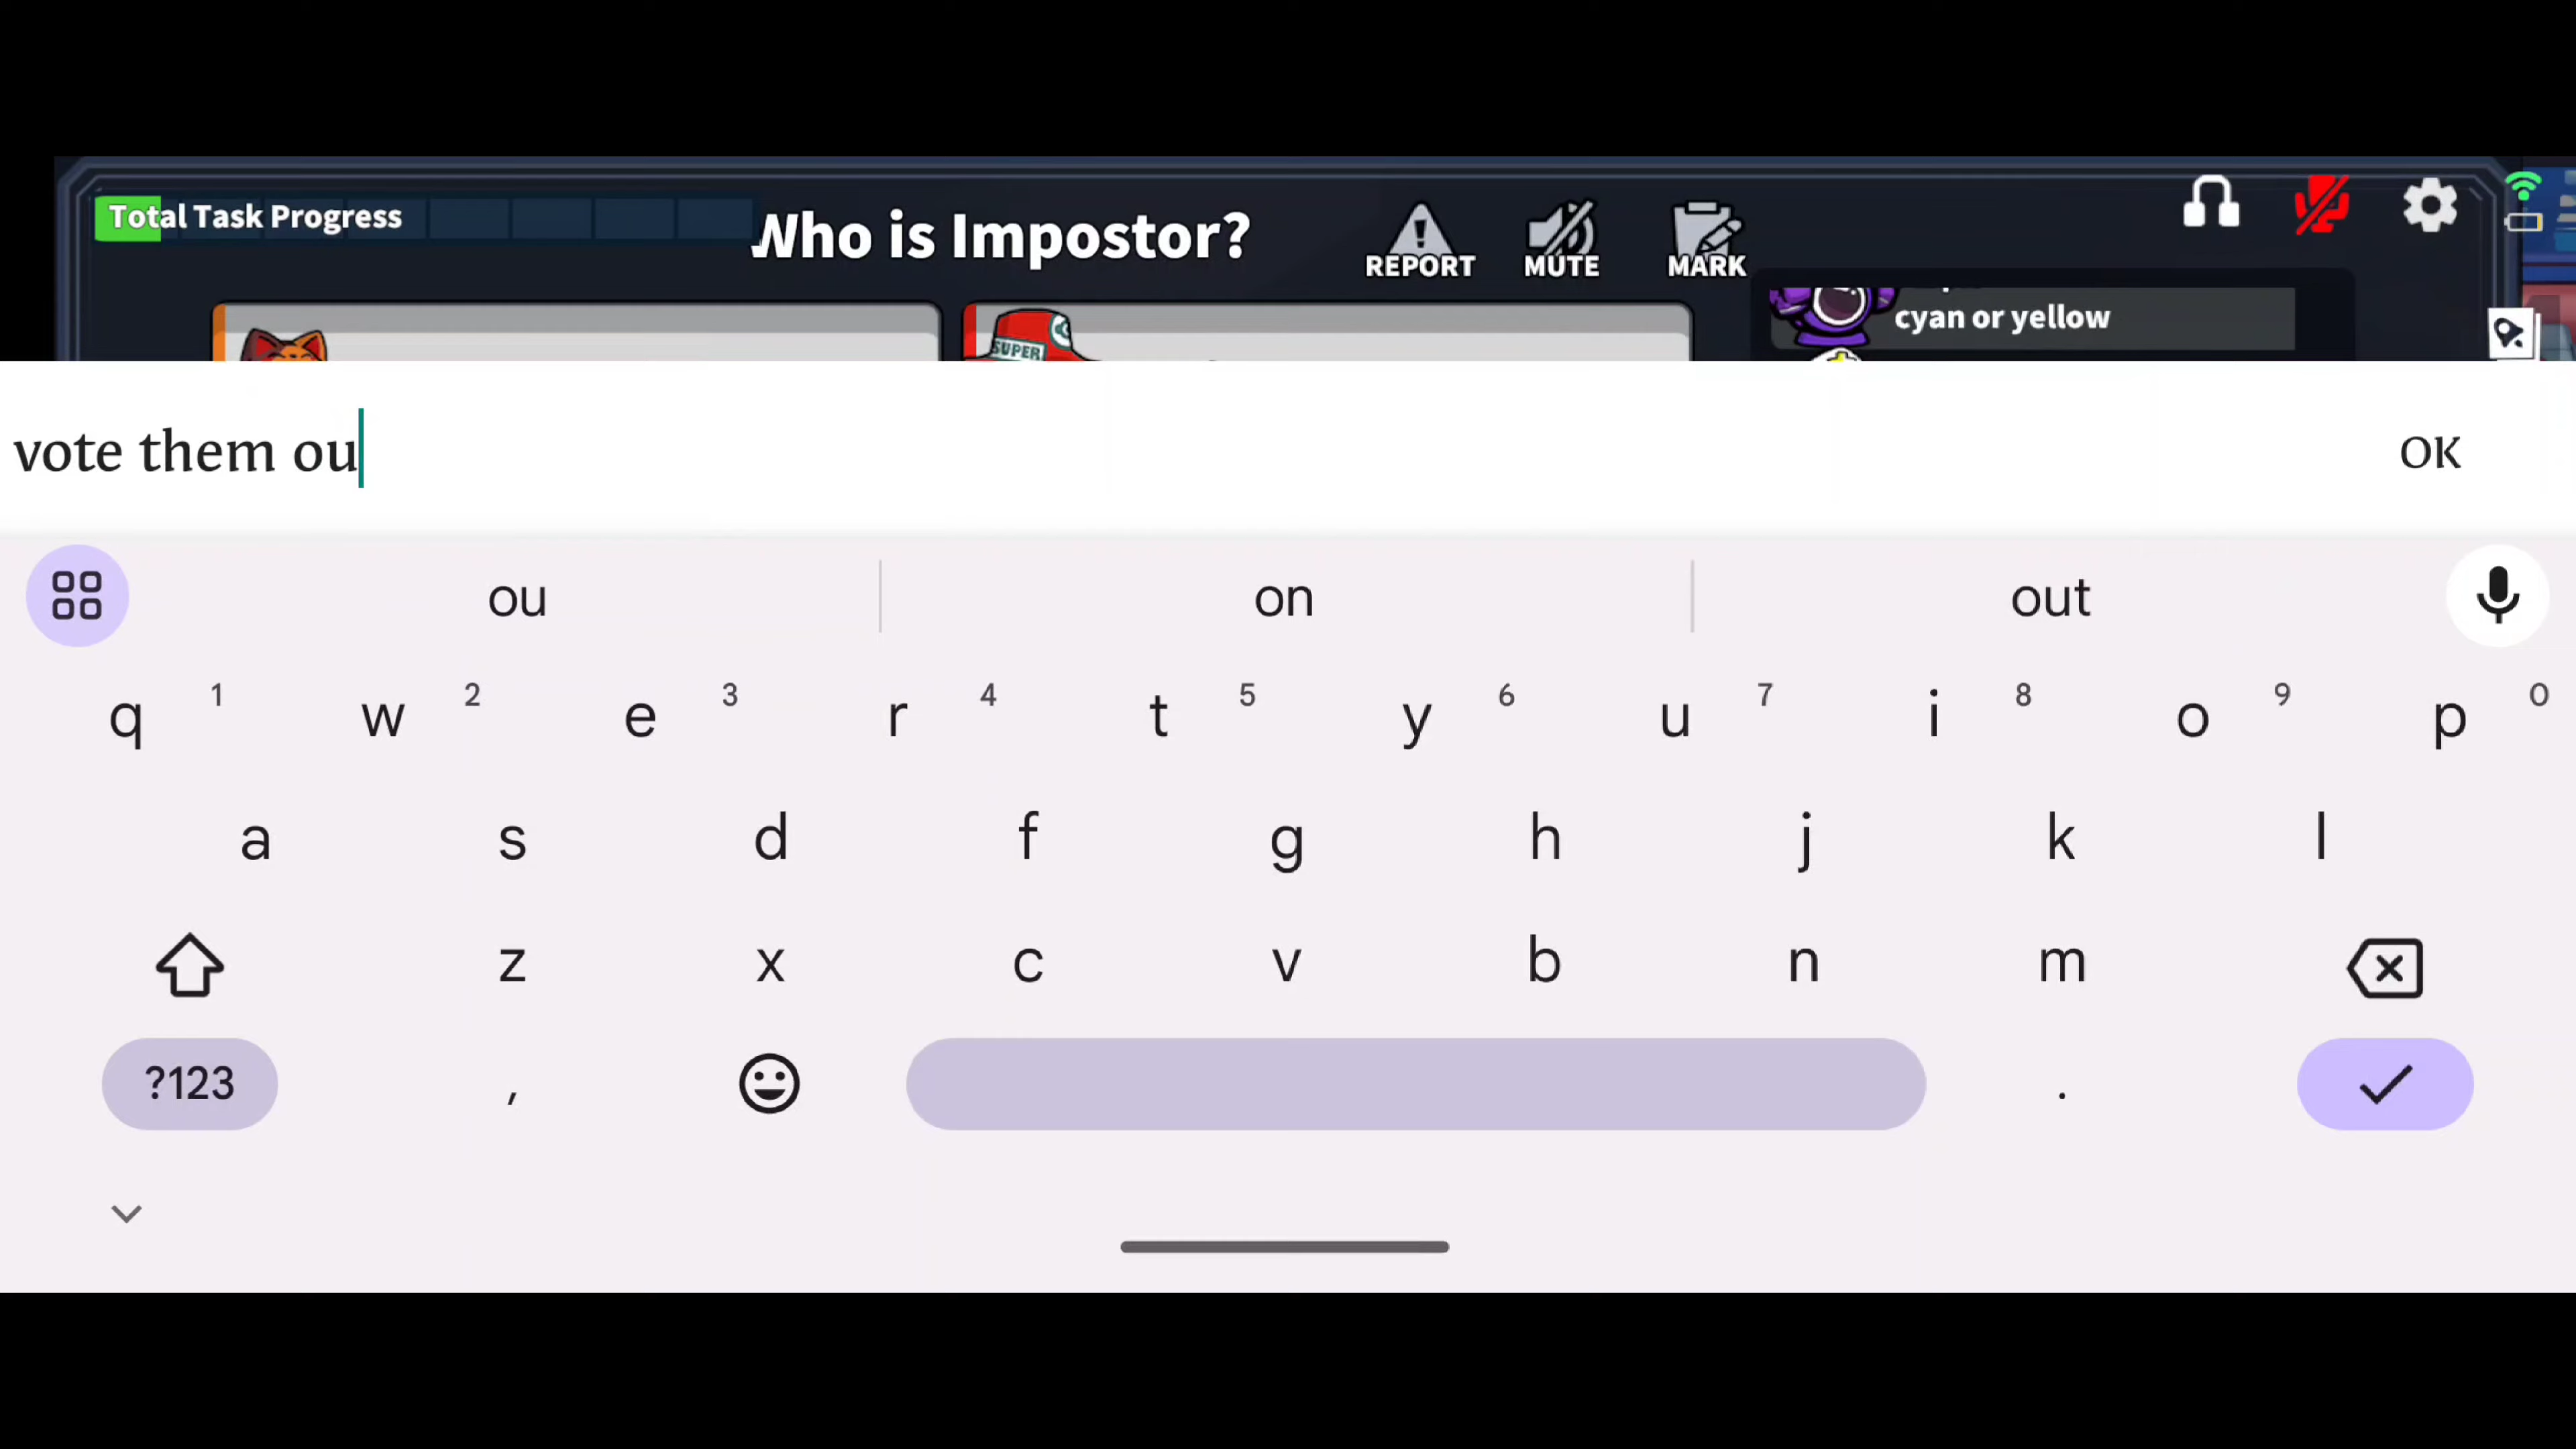 Total Task Progress
Who is Impostor?
REPORT
MUTE
MARK
cyan or yellow
SUPER
vote them ou
OK
ou
on
out
q 1 w 2 e 3 r 4 t 5 y 6 u 7 i 8 o 9 p 0
a s d f g h j k l
z x c v b n m
?123 , .